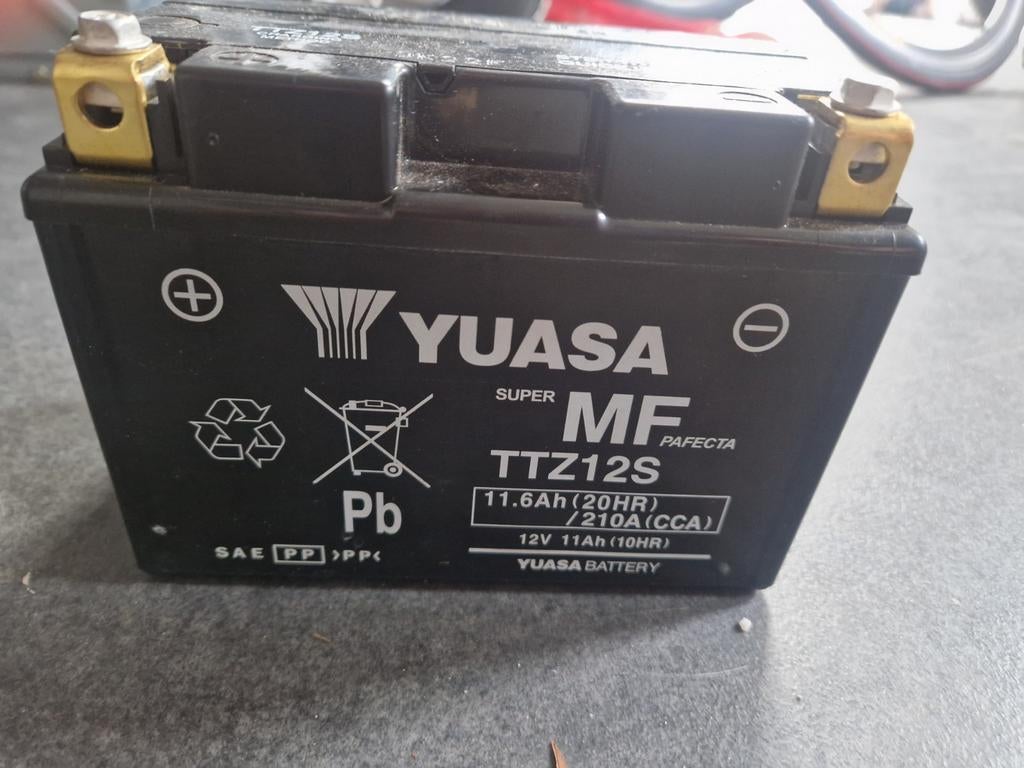 +
−
YUASA
SUPER MF PAFECTA
TTZ12S
11.6Ah(20HR)
/210A(CCA)
12V 11Ah(10HR)
YUASA BATTERY
Pb
SAE PP >PP<